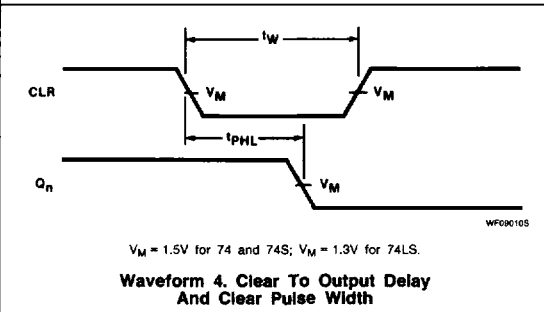 tW
CLR
VM
VM
tPHL
Qn
VM
WF09010S
VM = 1.5V for 74 and 74S; VM = 1.3V for 74LS.
Waveform 4. Clear To Output Delay
And Clear Pulse Width